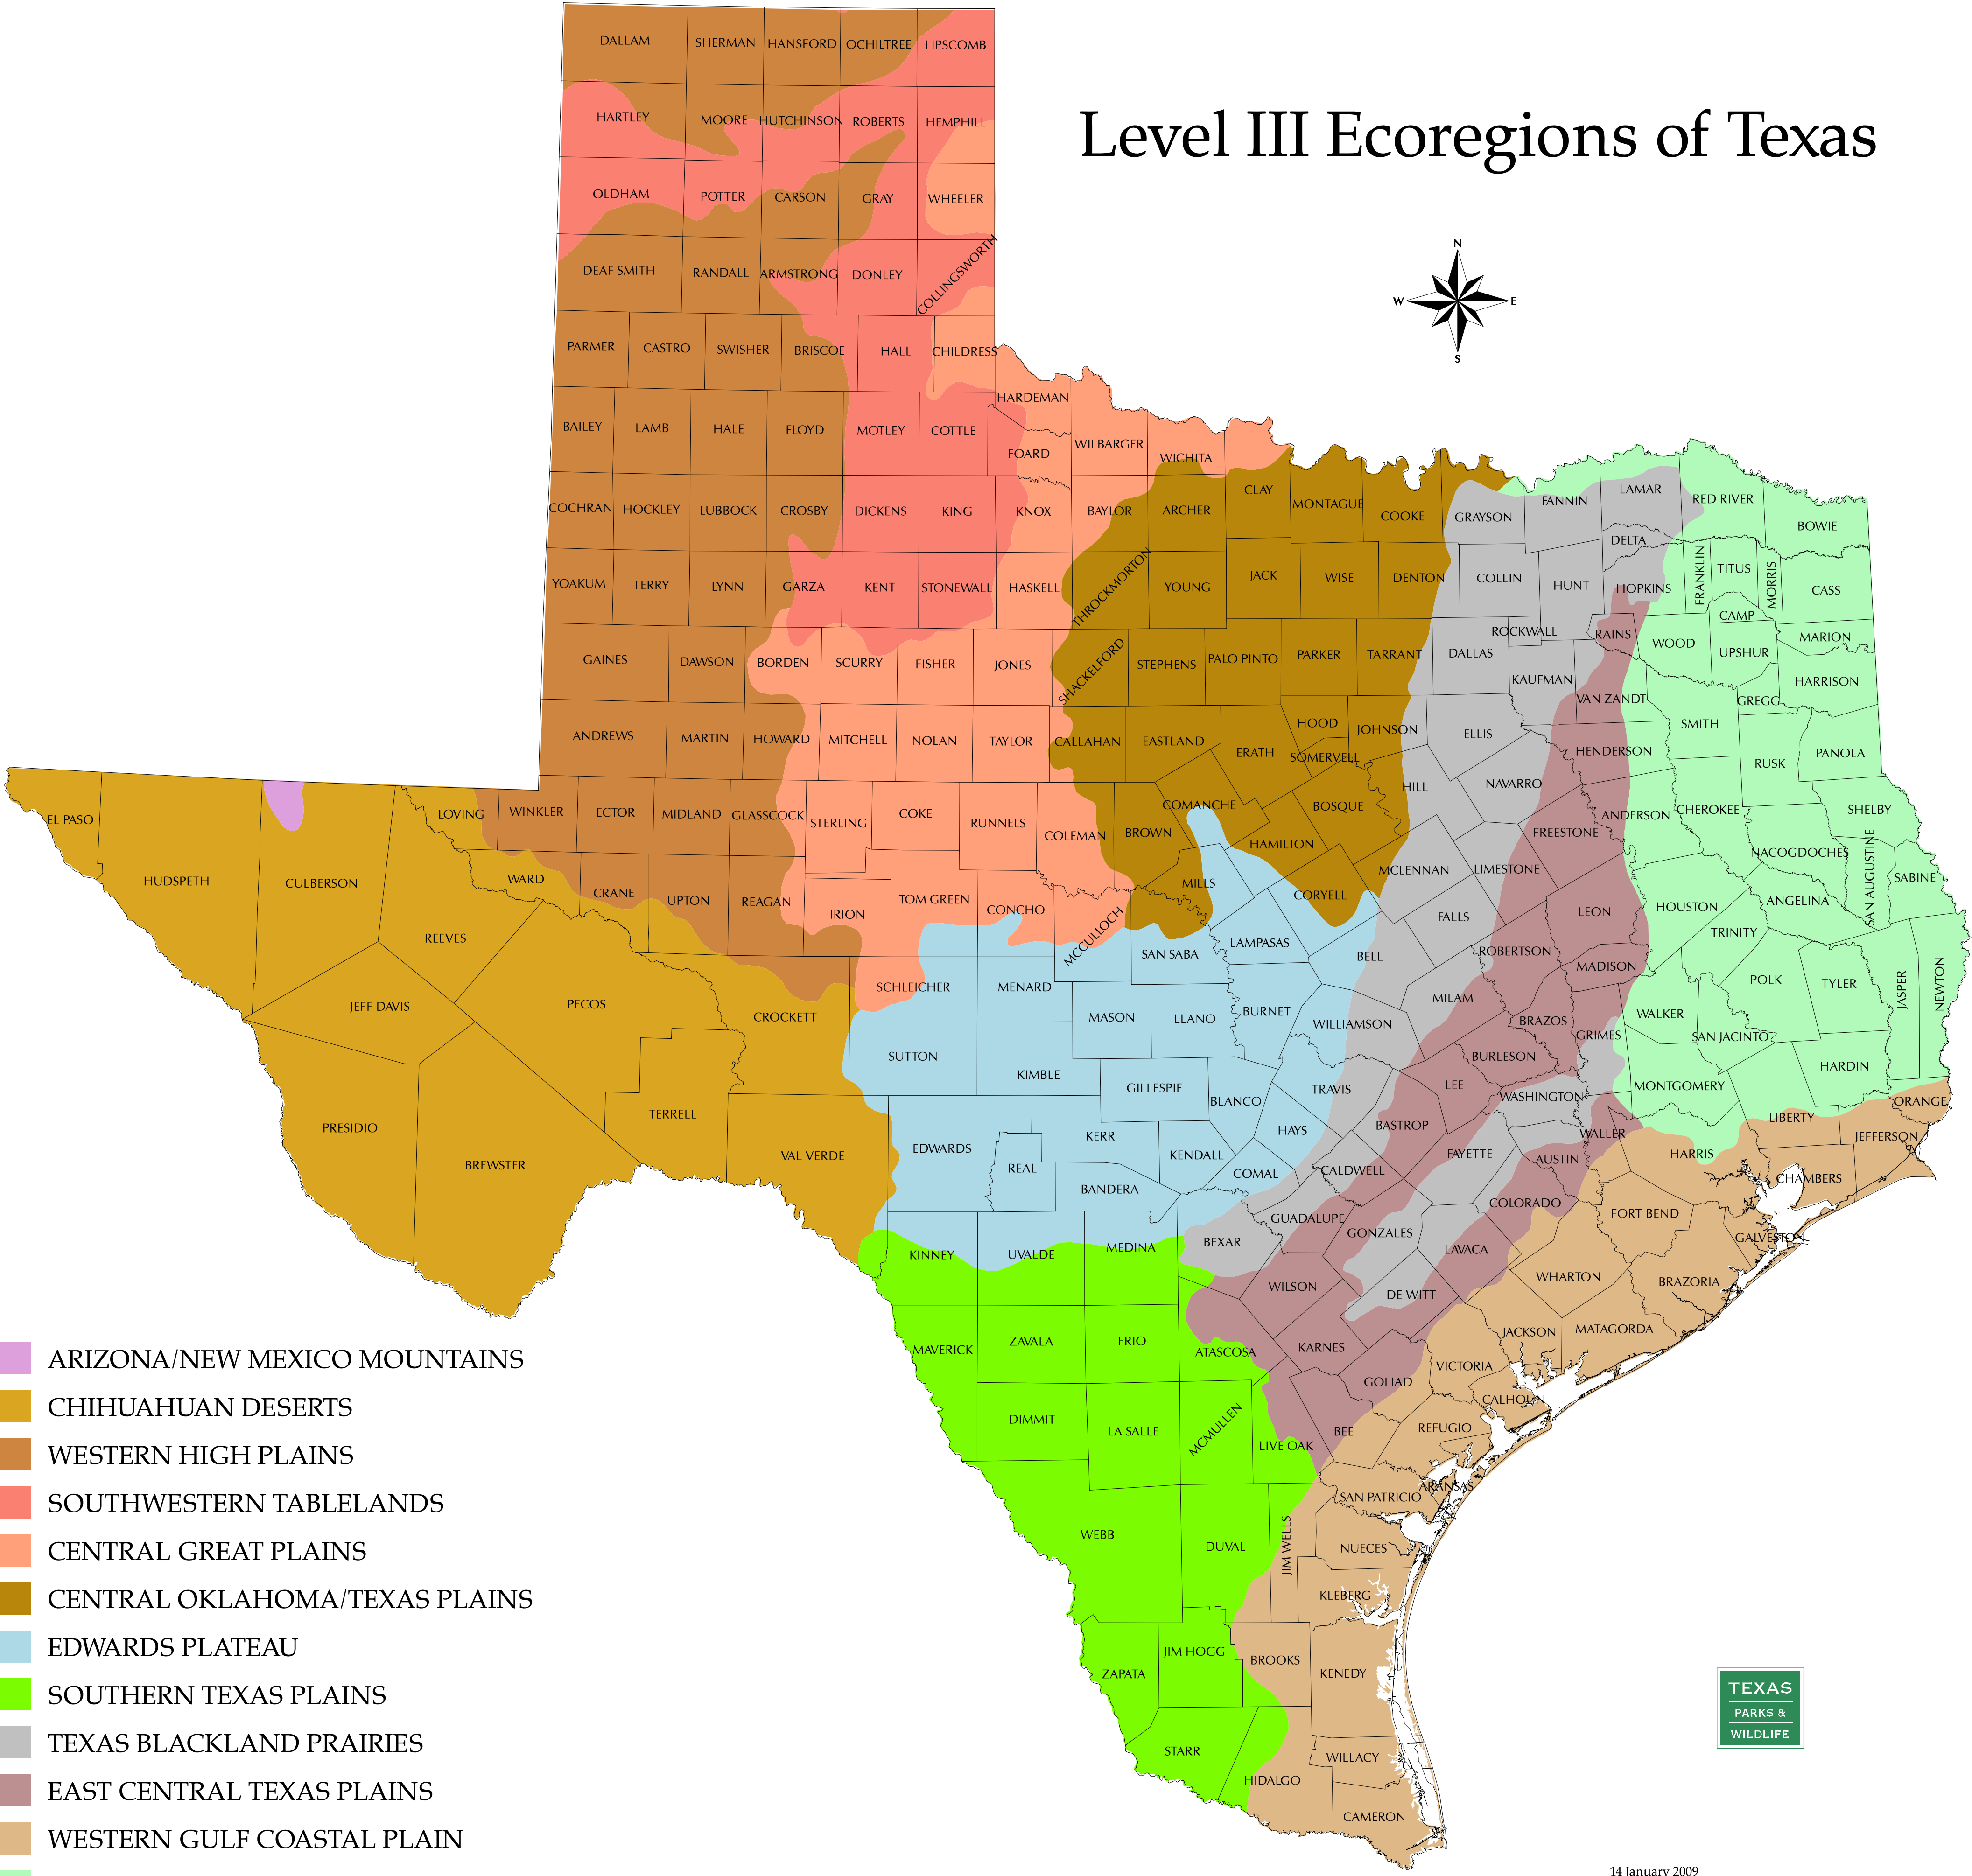 Level III Ecoregions of Texas
N
W
E
S
DALLAM
SHERMAN
HANSFORD
OCHILTREE
LIPSCOMB
HARTLEY
MOORE
HUTCHINSON
ROBERTS
HEMPHILL
OLDHAM
POTTER
CARSON
GRAY
WHEELER
DEAF SMITH
RANDALL
ARMSTRONG
DONLEY
COLLINGSWORTH
PARMER
CASTRO
SWISHER
BRISCOE
HALL
CHILDRESS
HARDEMAN
BAILEY
LAMB
HALE
FLOYD
MOTLEY
COTTLE
FOARD
WILBARGER
WICHITA
COCHRAN
HOCKLEY
LUBBOCK
CROSBY
DICKENS
KING
KNOX
BAYLOR
ARCHER
CLAY
MONTAGUE
COOKE
GRAYSON
FANNIN
LAMAR
RED RIVER
BOWIE
DELTA
YOAKUM
TERRY
LYNN
GARZA
KENT
STONEWALL
HASKELL
THROCKMORTON
YOUNG
JACK
WISE
DENTON
COLLIN
HUNT
HOPKINS
FRANKLIN
TITUS
MORRIS
CASS
CAMP
GAINES
DAWSON
BORDEN
SCURRY
FISHER
JONES
SHACKELFORD
STEPHENS
PALO PINTO
PARKER
TARRANT
DALLAS
ROCKWALL
RAINS
WOOD
UPSHUR
MARION
KAUFMAN
VAN ZANDT
HARRISON
GREGG
SMITH
ANDREWS
MARTIN
HOWARD
MITCHELL
NOLAN
TAYLOR
CALLAHAN
EASTLAND
ERATH
HOOD
SOMERVELL
JOHNSON
ELLIS
HENDERSON
RUSK
PANOLA
EL PASO
HUDSPETH
CULBERSON
LOVING
WINKLER
ECTOR
MIDLAND
GLASSCOCK
STERLING
COKE
RUNNELS
COLEMAN
BROWN
COMANCHE
HAMILTON
BOSQUE
HILL
NAVARRO
FREESTONE
ANDERSON
CHEROKEE
NACOGDOCHES
SHELBY
SAN AUGUSTINE
SABINE
REEVES
WARD
CRANE
UPTON
REAGAN
IRION
TOM GREEN
CONCHO
MCCULLOCH
MILLS
SAN SABA
LAMPASAS
CORYELL
MCLENNAN
LIMESTONE
FALLS
LEON
HOUSTON
ANGELINA
TRINITY
BELL
ROBERTSON
MADISON
POLK
TYLER
JASPER
NEWTON
JEFF DAVIS
PECOS
CROCKETT
SCHLEICHER
MENARD
MASON
LLANO
BURNET
WILLIAMSON
MILAM
BRAZOS
GRIMES
WALKER
SAN JACINTO
HARDIN
SUTTON
KIMBLE
GILLESPIE
BLANCO
TRAVIS
LEE
BURLESON
WASHINGTON
MONTGOMERY
LIBERTY
ORANGE
PRESIDIO
BREWSTER
TERRELL
VAL VERDE
EDWARDS
REAL
KERR
BANDERA
KENDALL
HAYS
COMAL
CALDWELL
BASTROP
FAYETTE
AUSTIN
WALLER
HARRIS
CHAMBERS
JEFFERSON
KINNEY
UVALDE
MEDINA
BEXAR
GUADALUPE
GONZALES
LAVACA
COLORADO
FORT BEND
GALVESTON
WILSON
DE WITT
WHARTON
BRAZORIA
MAVERICK
ZAVALA
FRIO
ATASCOSA
KARNES
JACKSON
MATAGORDA
GOLIAD
VICTORIA
CALHOUN
DIMMIT
LA SALLE
MCMULLEN
LIVE OAK
BEE
REFUGIO
ARANSAS
SAN PATRICIO
WEBB
DUVAL
JIM WELLS
NUECES
KLEBERG
ZAPATA
JIM HOGG
BROOKS
KENEDY
STARR
HIDALGO
WILLACY
CAMERON
ARIZONA/NEW MEXICO MOUNTAINS
CHIHUAHUAN DESERTS
WESTERN HIGH PLAINS
SOUTHWESTERN TABLELANDS
CENTRAL GREAT PLAINS
CENTRAL OKLAHOMA/TEXAS PLAINS
EDWARDS PLATEAU
SOUTHERN TEXAS PLAINS
TEXAS BLACKLAND PRAIRIES
EAST CENTRAL TEXAS PLAINS
WESTERN GULF COASTAL PLAIN
TEXAS
PARKS &
WILDLIFE
14 January 2009